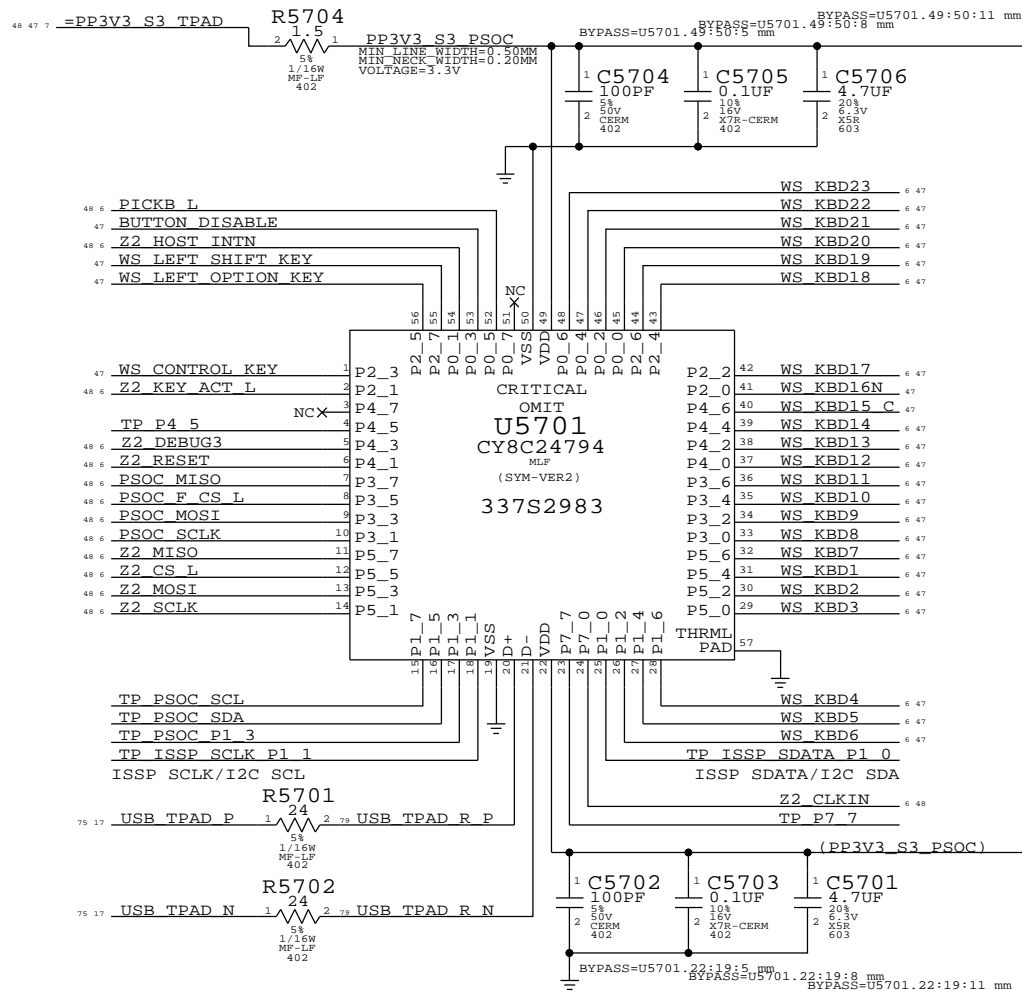 BYPASS=U5701.49:50:11 mm
BYPASS=U5701.49:50:8 mm
BYPASS=U5701.49:50:5 mm
48 47 7 =PP3V3_S3_TPAD
R5704
1.5
2 1
5%
1/16W
MF-LF
402
PP3V3_S3_PSOC
MIN_LINE_WIDTH=0.50MM
MIN_NECK_WIDTH=0.20MM
VOLTAGE=3.3V
1 C5704
100PF
5%
50V
2 CERM
402
1 C5705
0.1UF
10%
16V
2 X7R-CERM
402
1 C5706
4.7UF
20%
6.3V
2 X5R
603
48 6 PICKB_L
47 BUTTON_DISABLE
48 6 Z2_HOST_INTN
47 WS_LEFT_SHIFT_KEY
47 WS_LEFT_OPTION_KEY
WS_KBD23 6 47
WS_KBD22 6 47
WS_KBD21 6 47
WS_KBD20 6 47
WS_KBD19 6 47
WS_KBD18 6 47
NC
56 55 54 53 52 51 50 49 48 47 46 45 44 43
P2_5 P2_7 P0_1 P0_3 P0_5 P0_7 VSS VDD P0_6 P0_4 P0_2 P0_0 P2_6 P2_4
47 WS_CONTROL_KEY 1 P2_3
48 6 Z2_KEY_ACT_L 2 P2_1
NC 3 P4_7
TP_P4_5 4 P4_5
48 6 Z2_DEBUG3 5 P4_3
48 6 Z2_RESET 6 P4_1
48 6 PSOC_MISO 7 P3_7
48 6 PSOC_F_CS_L 8 P3_5
48 6 PSOC_MOSI 9 P3_3
48 6 PSOC_SCLK 10 P3_1
48 6 Z2_MISO 11 P5_7
48 6 Z2_CS_L 12 P5_5
48 6 Z2_MOSI 13 P5_3
48 6 Z2_SCLK 14 P5_1
CRITICAL
OMIT
U5701
CY8C24794
MLF
(SYM-VER2)
337S2983
P2_2 42 WS_KBD17 6 47
P2_0 41 WS_KBD16N 47
P4_6 40 WS_KBD15_C 47
P4_4 39 WS_KBD14 6 47
P4_2 38 WS_KBD13 6 47
P4_0 37 WS_KBD12 6 47
P3_6 36 WS_KBD11 6 47
P3_4 35 WS_KBD10 6 47
P3_2 34 WS_KBD9 6 47
P3_0 33 WS_KBD8 6 47
P5_6 32 WS_KBD7 6 47
P5_4 31 WS_KBD1 6 47
P5_2 30 WS_KBD2 6 47
P5_0 29 WS_KBD3 6 47
THRML
PAD 57
P1_7 P1_5 P1_3 P1_1 VSS D+ D- VDD P7_7 P7_0 P1_0 P1_2 P1_4 P1_6
15 16 17 18 19 20 21 22 23 24 25 26 27 28
TP_PSOC_SCL
TP_PSOC_SDA
TP_PSOC_P1_3
TP_ISSP_SCLK_P1_1
ISSP SCLK/I2C SCL
WS_KBD4 6 47
WS_KBD5 6 47
WS_KBD6 6 47
TP_ISSP_SDATA_P1_0
ISSP SDATA/I2C SDA
Z2_CLKIN 6 48
TP_P7_7
R5701
24
75 17 USB_TPAD_P 1 2 79 USB_TPAD_R_P
5%
1/16W
MF-LF
402
R5702
24
75 17 USB_TPAD_N 1 2 79 USB_TPAD_R_N
5%
1/16W
MF-LF
402
(PP3V3_S3_PSOC)
1 C5702
100PF
5%
50V
2 CERM
402
1 C5703
0.1UF
10%
16V
2 X7R-CERM
402
1 C5701
4.7UF
20%
6.3V
2 X5R
603
BYPASS=U5701.22:19:5 mm
BYPASS=U5701.22:19:8 mm
BYPASS=U5701.22:19:11 mm